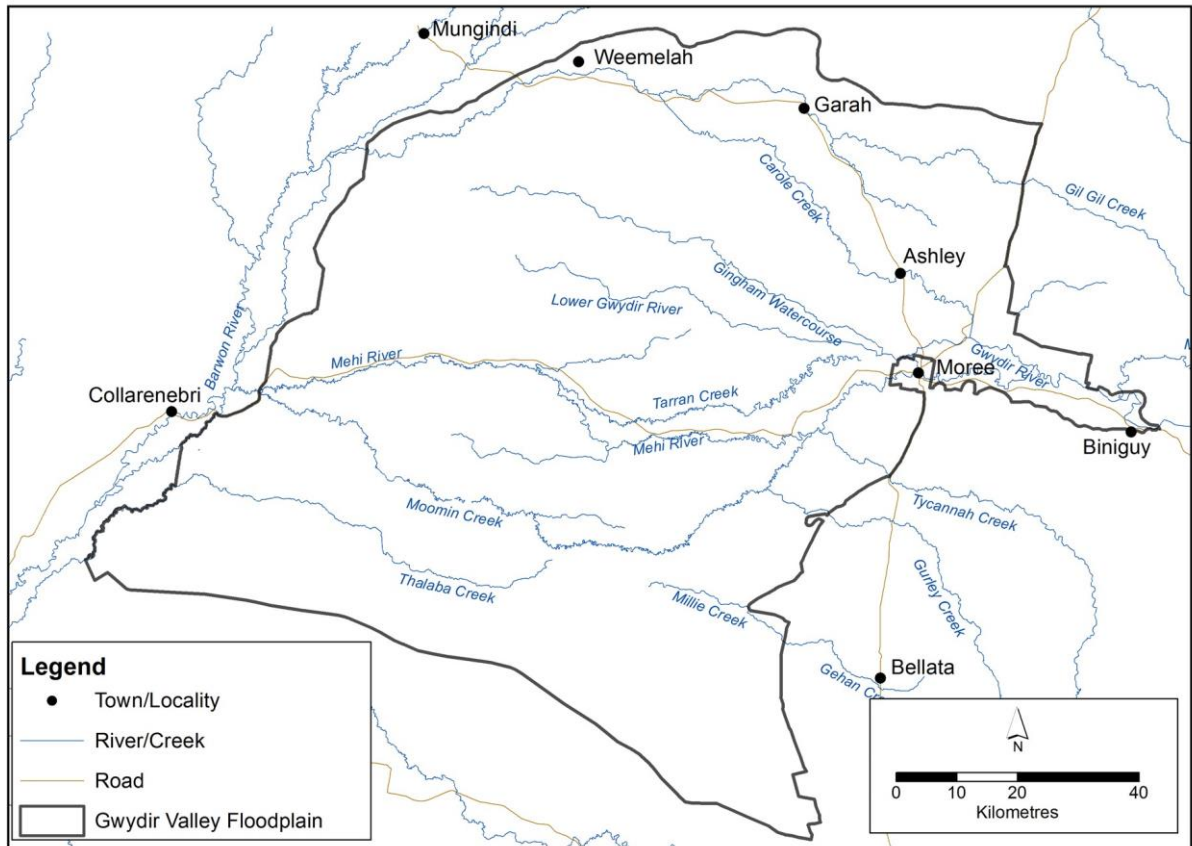 Mungindi
Weemelah
Garah
Carole Creek
Gil Gil Creek
Ashley
Gingham Watercourse
Lower Gwydir River
Barwon River
Mehi River
Gwydir River
M
Moree
Collarenebri
Tarran Creek
Biniguy
Mehi River
Moomin Creek
Tycannah Creek
Thalaba Creek
Gurley Creek
Millie Creek
Bellata
Gehan Cr
Legend
Town/Locality
River/Creek
Road
Gwydir Valley Floodplain
N
0 10 20 40
Kilometres